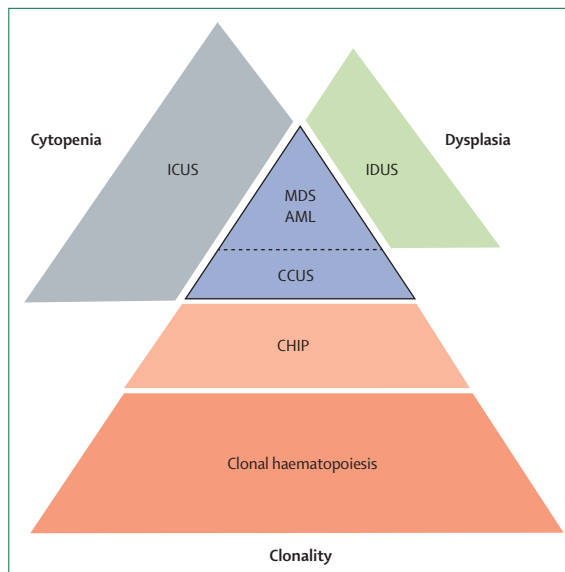 Cytopenia
Dysplasia
ICUS
IDUS
MDS
AML
CCUS
CHIP
Clonal haematopoiesis
Clonality